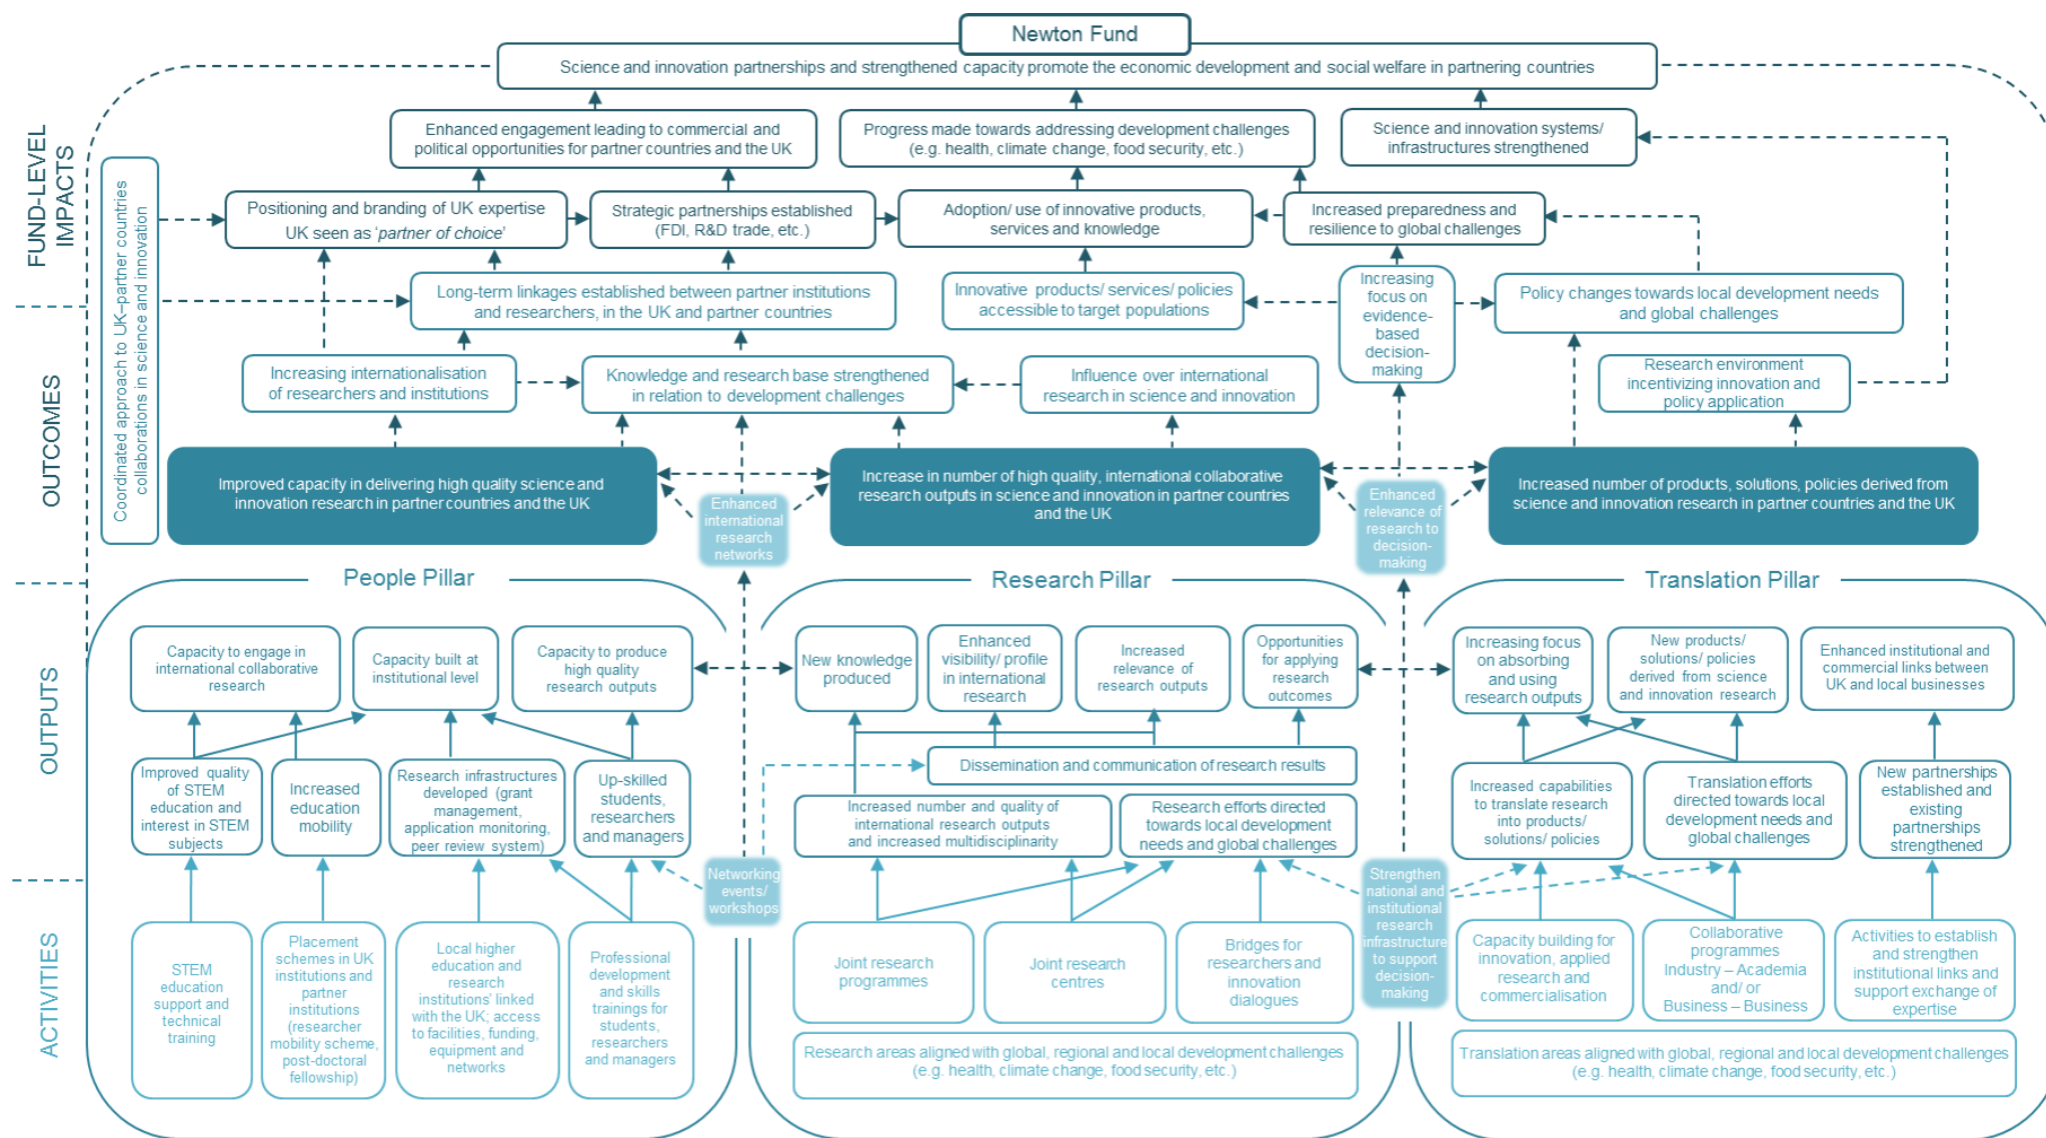 Newton Fund
Science and innovation partnerships and strengthened capacity promote the economic development and social welfare in partnering countries
FUND-LEVEL
IMPACTS
Enhanced engagement leading to commercial and
political opportunities for partner countries and the UK
Progress made towards addressing development challenges
(e.g. health, climate change, food security, etc.)
Science and innovation systems/
infrastructures strengthened
Coordinated approach to UK–partner countries
collaborations in science and innovation
Positioning and branding of UK expertise
UK seen as ‘partner of choice’
Strategic partnerships established
(FDI, R&D trade, etc.)
Adoption/ use of innovative products,
services and knowledge
Increased preparedness and
resilience to global challenges
Long-term linkages established between partner institutions
and researchers, in the UK and partner countries
Innovative products/ services/ policies
accessible to target populations
Increasing
focus on
evidence-
based
decision-
making
Policy changes towards local development needs
and global challenges
OUTCOMES
Increasing internationalisation
of researchers and institutions
Knowledge and research base strengthened
in relation to development challenges
Influence over international
research in science and innovation
Research environment
incentivizing innovation and
policy application
Improved capacity in delivering high quality science and
innovation research in partner countries and the UK
Enhanced
international
research
networks
Increase in number of high quality, international collaborative
research outputs in science and innovation in partner countries
and the UK
Enhanced
relevance of
research to
decision-
making
Increased number of products, solutions, policies derived from
science and innovation research in partner countries and the UK
People Pillar
Research Pillar
Translation Pillar
OUTPUTS
Capacity to engage in
international collaborative
research
Capacity built at
institutional level
Capacity to produce
high quality
research outputs
New knowledge
produced
Enhanced
visibility/ profile
in international
research
Increased
relevance of
research outputs
Opportunities
for applying
research
outcomes
Increasing focus
on absorbing
and using
research outputs
New products/
solutions/ policies
derived from science
and innovation research
Enhanced institutional and
commercial links between
UK and local businesses
Improved quality
of STEM
education and
interest in STEM
subjects
Increased
education
mobility
Research infrastructures
developed (grant
management,
application monitoring,
peer review system)
Up-skilled
students,
researchers
and managers
Dissemination and communication of research results
Increased number and quality of
international research outputs
and increased multidisciplinarity
Research efforts directed
towards local development
needs and global challenges
Increased capabilities
to translate research
into products/
solutions/ policies
Translation efforts
directed towards local
development needs and
global challenges
New partnerships
established and
existing
partnerships
strengthened
Networking
events/
workshops
Strengthen
national and
institutional
research
infrastructure
to support
decision-
making
ACTIVITIES
STEM
education
support and
technical
training
Placement
schemes in UK
institutions and
partner
institutions
(researcher
mobility scheme,
post-doctoral
fellowship)
Local higher
education and
research
institutions’ linked
with the UK; access
to facilities, funding,
equipment and
networks
Professional
development
and skills
trainings for
students,
researchers
and managers
Joint research
programmes
Joint research
centres
Bridges for
researchers and
innovation
dialogues
Capacity building for
innovation, applied
research and
commercialisation
Collaborative
programmes
Industry – Academia
and/ or
Business – Business
Activities to establish
and strengthen
institutional links and
support exchange of
expertise
Research areas aligned with global, regional and local development challenges
(e.g. health, climate change, food security, etc.)
Translation areas aligned with global, regional and local development challenges
(e.g. health, climate change, food security, etc.)